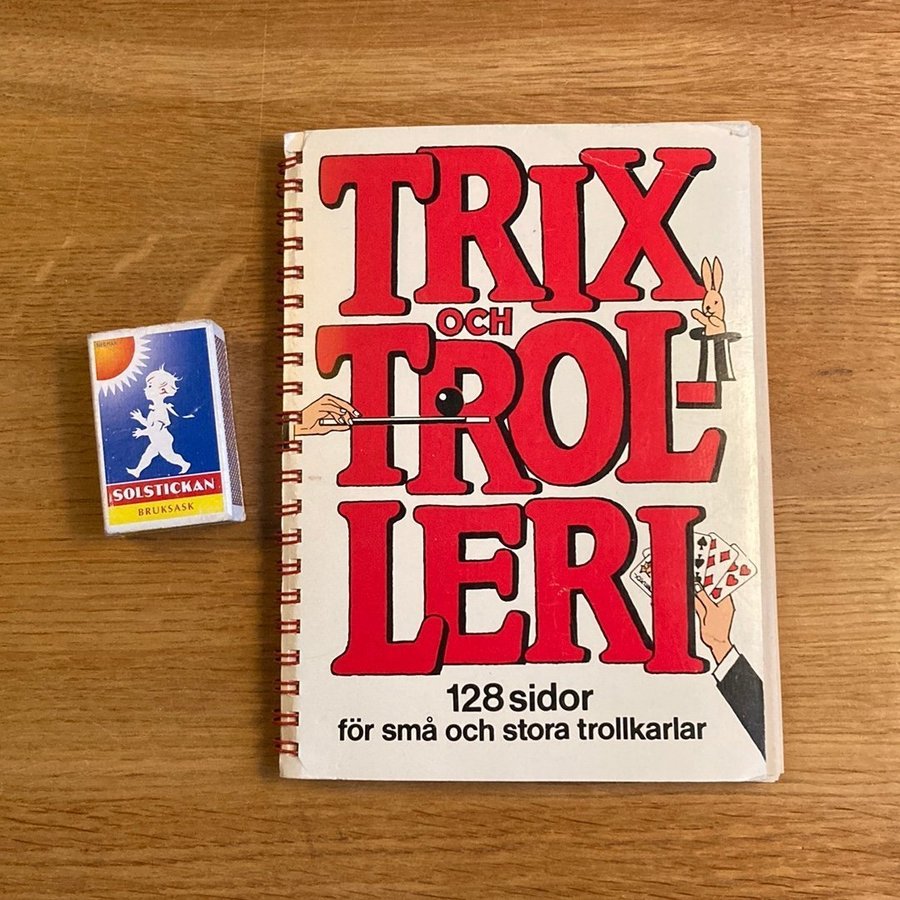 TRIX
OCH
TROL-
LERI
128 sidor
för små och stora trollkarlar
SOLSTICKAN
BRUKSASK